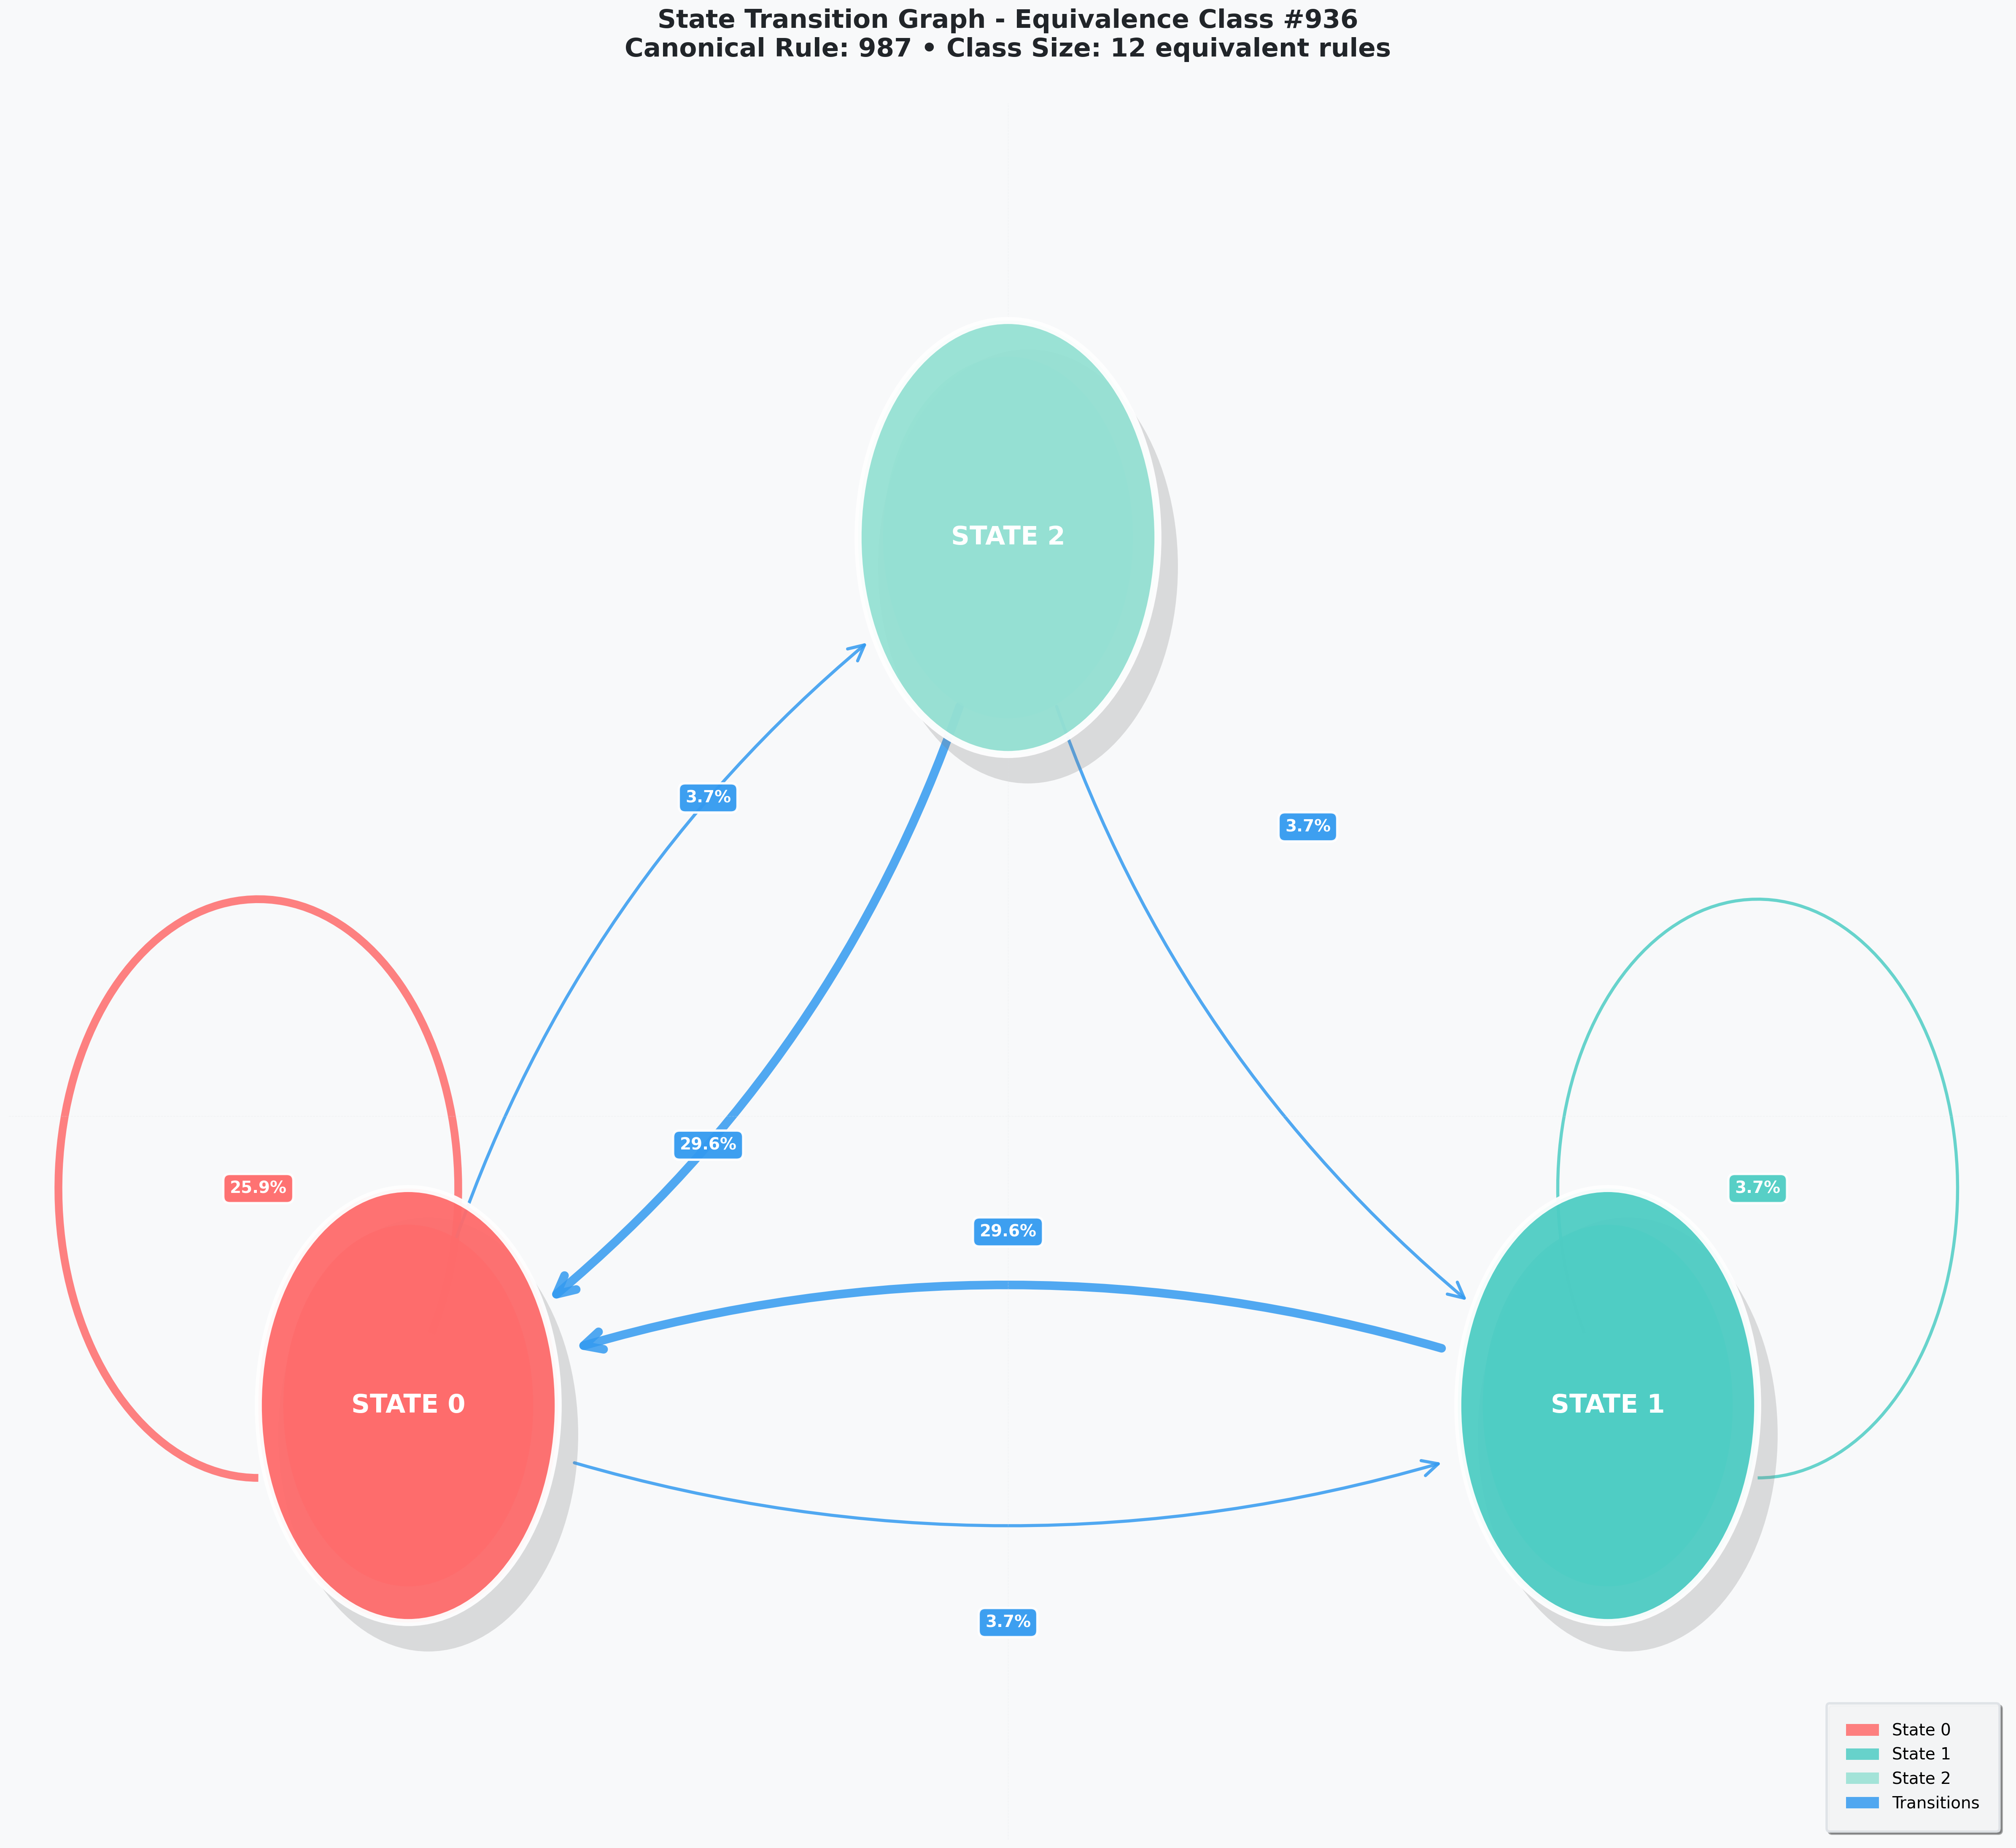 State Transition Graph - Equivalence Class #936
Canonical Rule: 987 • Class Size: 12 equivalent rules
STATE 2
3.7%
3.7%
29.6%
25.9%
3.7%
29.6%
STATE 0
STATE 1
3.7%
State 0
State 1
State 2
Transitions